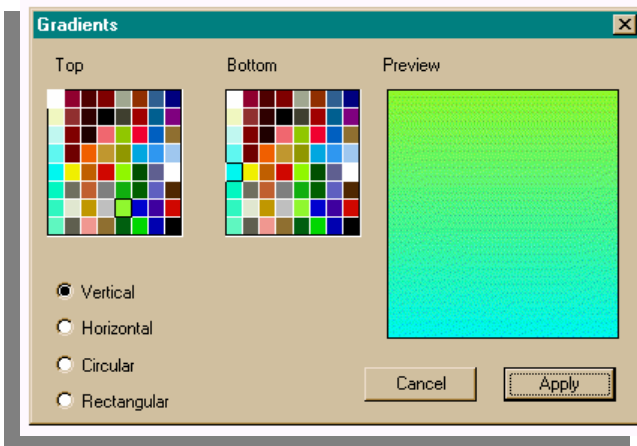 Gradients
Top Bottom Preview
Vertical
Horizontal
Circular
Rectangular
Cancel Apply